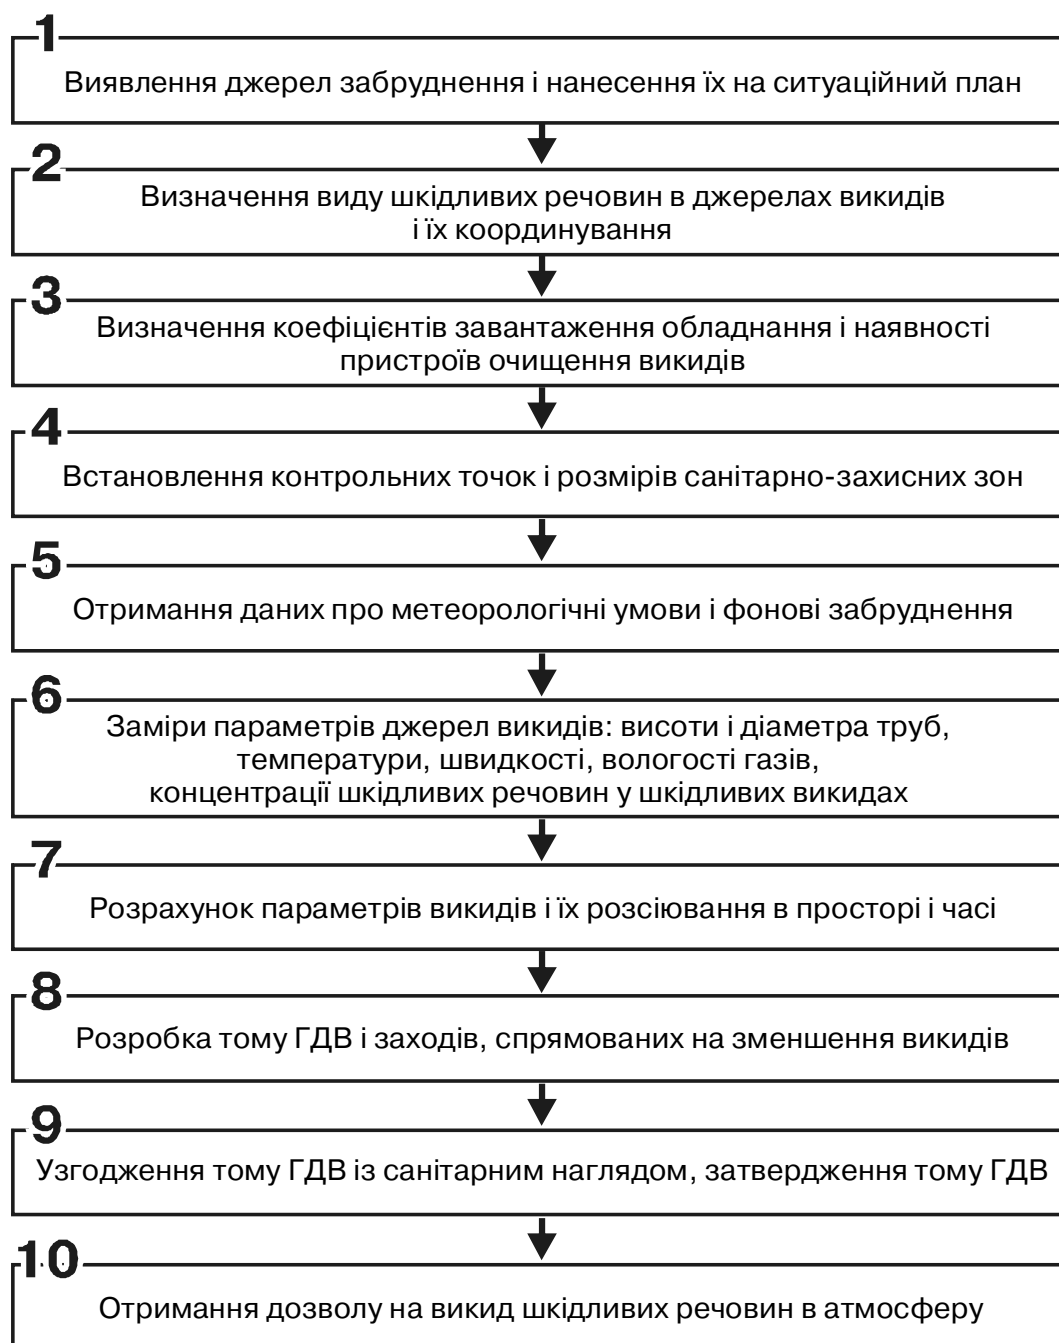 1
Виявлення джерел забруднення і нанесення їх на ситуаційний план
2
Визначення виду шкідливих речовин в джерелах викидів
і їх координування
3
Визначення коефіцієнтів завантаження обладнання і наявності
пристроїв очищення викидів
4
Встановлення контрольних точок і розмірів санітарно-захисних зон
5
Отримання даних про метеорологічні умови і фонові забруднення
6
Заміри параметрів джерел викидів: висоти і діаметра труб,
температури, швидкості, вологості газів,
концентрації шкідливих речовин у шкідливих викидах
7
Розрахунок параметрів викидів і їх розсіювання в просторі і часі
8
Розробка тому ГДВ і заходів, спрямованих на зменшення викидів
9
Узгодження тому ГДВ із санітарним наглядом, затвердження тому ГДВ
10
Отримання дозволу на викид шкідливих речовин в атмосферу